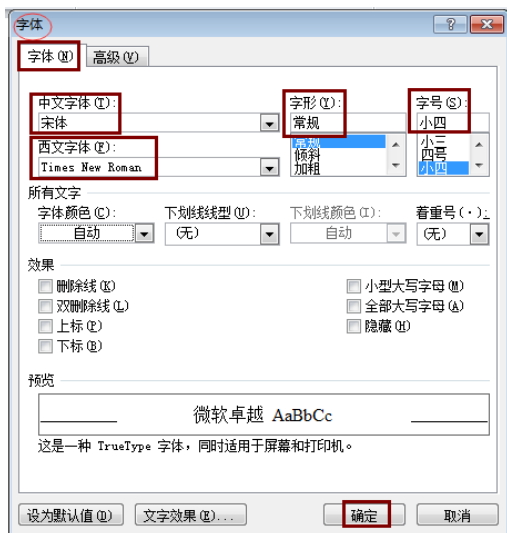 字体
字体(N) 高级(V)
中文字体(T): 字形(Y): 字号(S):
宋体 常规 小四
西文字体(F): 常规 小三
Times New Roman 倾斜 四号
加粗 小四
所有文字
字体颜色(C): 下划线线型(U): 下划线颜色(I): 着重号(·):
自动 (无) 自动 (无)
效果
删除线(K) 小型大写字母(M)
双删除线(L) 全部大写字母(A)
上标(P) 隐藏(H)
下标(B)
预览
微软卓越 AaBbCc
这是一种 TrueType 字体，同时适用于屏幕和打印机。
设为默认值(D) 文字效果(E)... 确定 取消